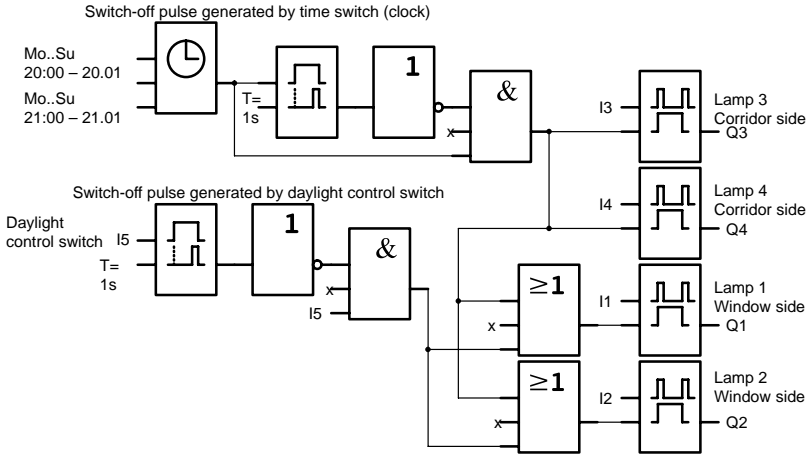 Switch-off pulse generated by time switch (clock)
Mo..Su
20:00 – 20.01
Mo..Su
21:00 – 21.01
T=
1s
1
&
x
I3
Lamp 3
Corridor side
Q3
I4
Lamp 4
Corridor side
Q4
Switch-off pulse generated by daylight control switch
Daylight
control switch
I5
T=
1s
1
&
x
I5
≥1
x
I1
Lamp 1
Window side
Q1
≥1
x
I2
Lamp 2
Window side
Q2